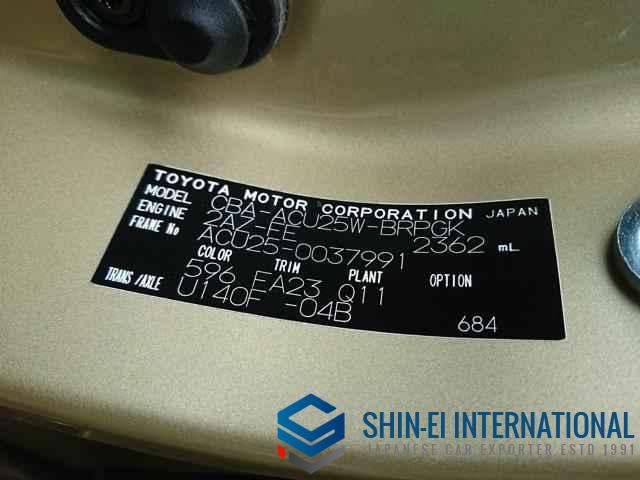 TOYOTA MOTOR CORPORATION JAPAN
MODEL CBA-ACU25W-BRPGK
ENGINE 2AZ-FE 2362 mL
FRAME No ACU25-0037991
COLOR TRIM PLANT OPTION
596 EA23 Q11
TRANS/AXLE U140F -04B 684
SHIN-EI INTERNATIONAL
JAPANESE CAR EXPORTER ESTD 1991